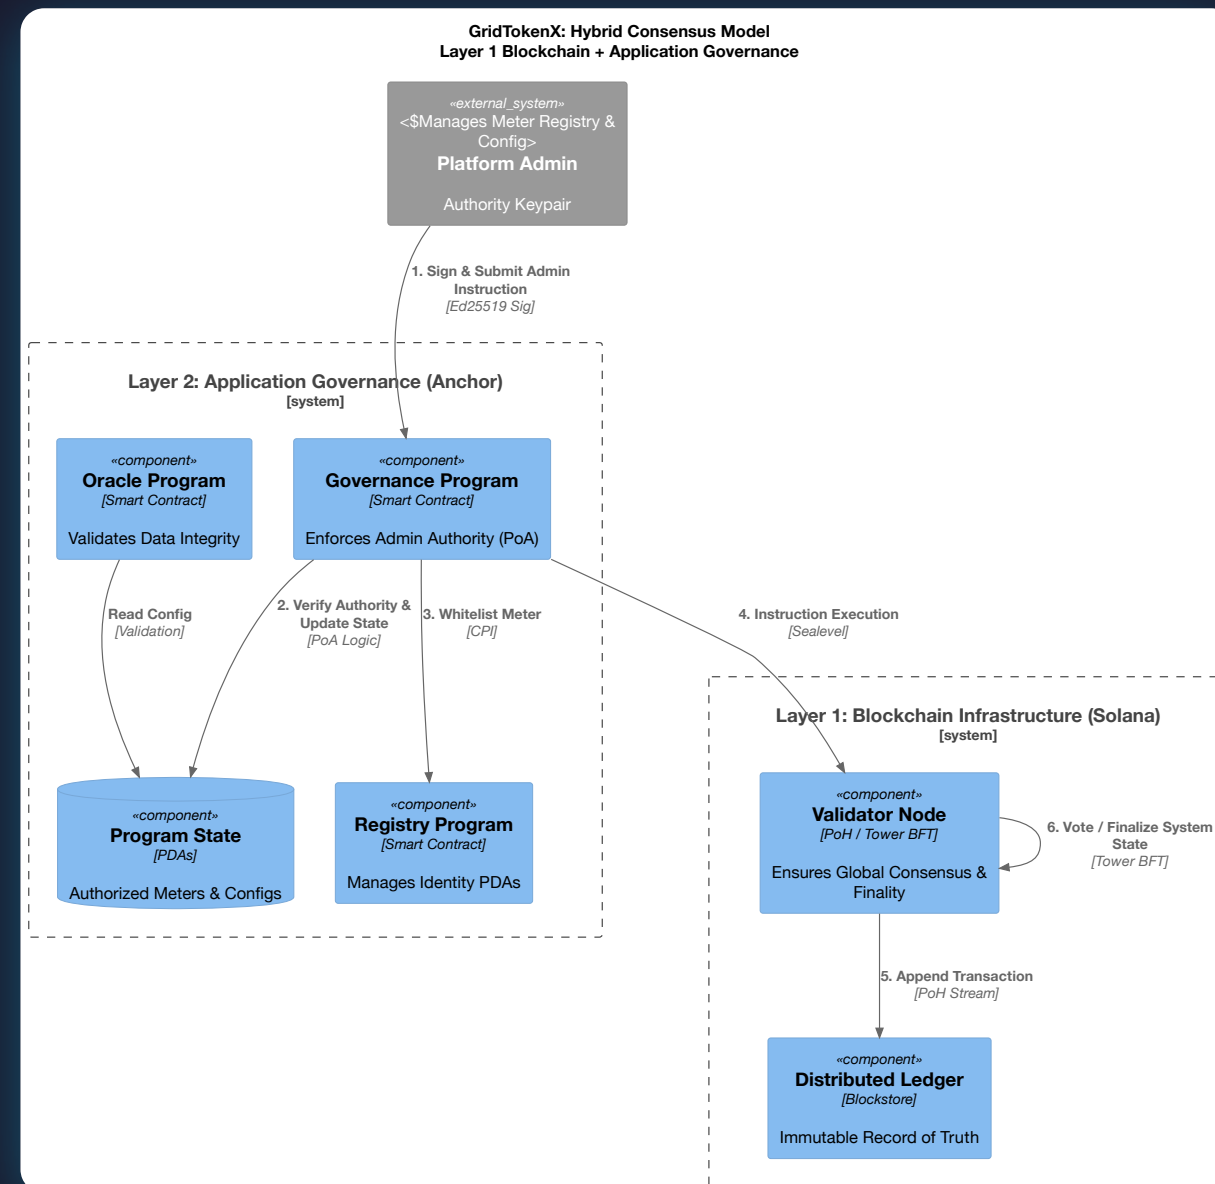 GridTokenX: Hybrid Consensus Model
Layer 1 Blockchain + Application Governance
«external_system»
<$Manages Meter Registry &
Config>
Platform Admin
Authority Keypair
1. Sign & Submit Admin
Instruction
[Ed25519 Sig]
Layer 2: Application Governance (Anchor)
[system]
«component»
Oracle Program
[Smart Contract]
Validates Data Integrity
«component»
Governance Program
[Smart Contract]
Enforces Admin Authority (PoA)
Read Config
[Validation]
2. Verify Authority &
Update State
[PoA Logic]
3. Whitelist Meter
[CPI]
4. Instruction Execution
[Sealevel]
«component»
Program State
[PDAs]
Authorized Meters & Configs
«component»
Registry Program
[Smart Contract]
Manages Identity PDAs
Layer 1: Blockchain Infrastructure (Solana)
[system]
«component»
Validator Node
[PoH / Tower BFT]
Ensures Global Consensus &
Finality
6. Vote / Finalize System
State
[Tower BFT]
5. Append Transaction
[PoH Stream]
«component»
Distributed Ledger
[Blockstore]
Immutable Record of Truth